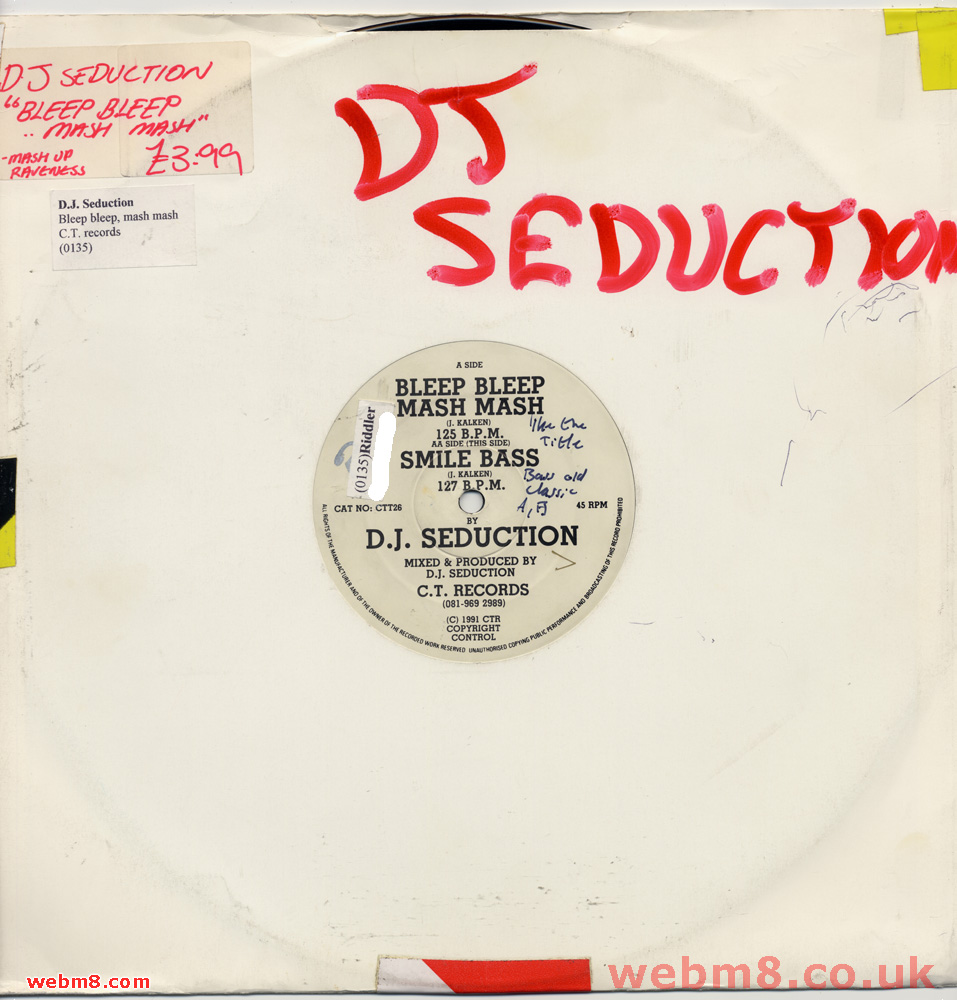 DJ SEDUCTION
"BLEEP BLEEP
.. MASH MASH"
-MASH UP
RAVENESS
£3.99
D.J. Seduction
Bleep bleep, mash mash
C.T. records
(0135)
DJ
SEDUCTION
A SIDE
BLEEP BLEEP
MASH MASH
(J. KALKEN)
125 B.P.M.
AA SIDE (THIS SIDE)
SMILE BASS
(J. KALKEN)
127 B.P.M.
(0135)Riddler
like the
Title
old
classic
CAT NO: CTT26
45 RPM
BY
D.J. SEDUCTION
MIXED & PRODUCED BY
D.J. SEDUCTION
C.T. RECORDS
(081-969 2989)
(C) 1991 CTR
COPYRIGHT
CONTROL
ALL RIGHTS OF THE MANUFACTURER AND OF THE OWNER OF THE RECORDED WORK RESERVED UNAUTHORISED COPYING PUBLIC PERFORMANCE AND BROADCASTING OF THIS RECORD PROHIBITED
webm8.com
webm8.co.uk